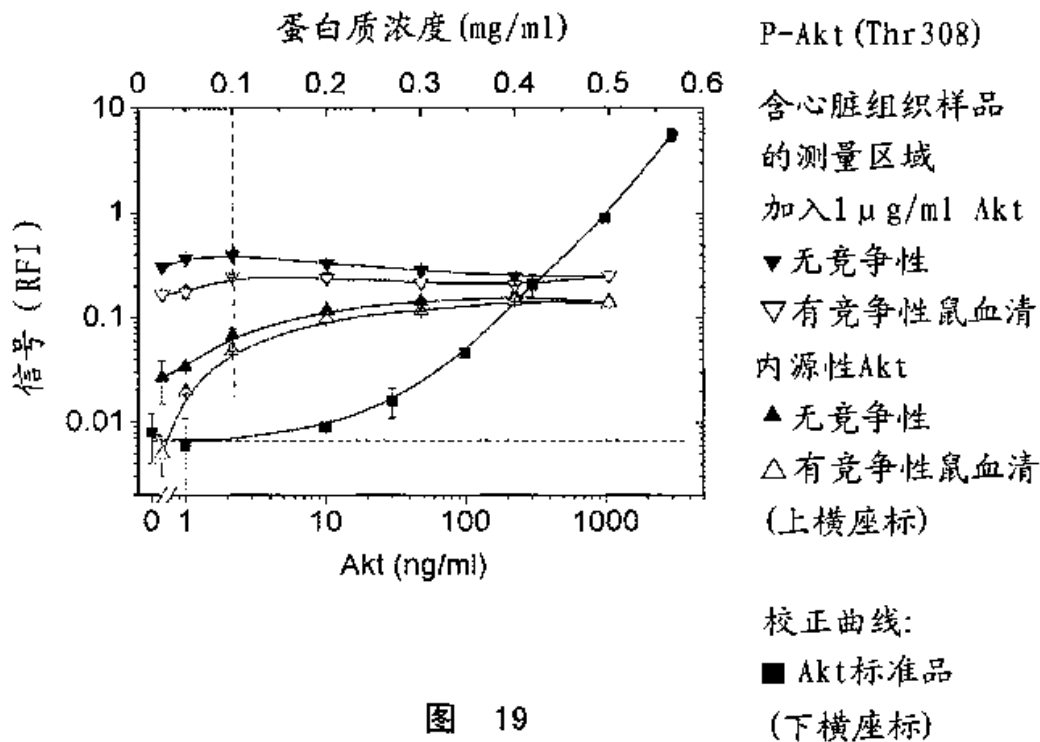 蛋白质浓度(mg/ml)
0 0.1 0.2 0.3 0.4 0.5 0.6
10
1
0.1
0.01
信号 (RFI)
0 1 10 100 1000
Akt (ng/ml)
P-Akt(Thr308)
含心脏组织样品
的测量区域
加入1μg/ml Akt
▼无竞争性
▽有竞争性鼠血清
内源性Akt
▲无竞争性
△有竞争性鼠血清
(上横座标)
校正曲线:
■ Akt标准品
(下横座标)
图 19